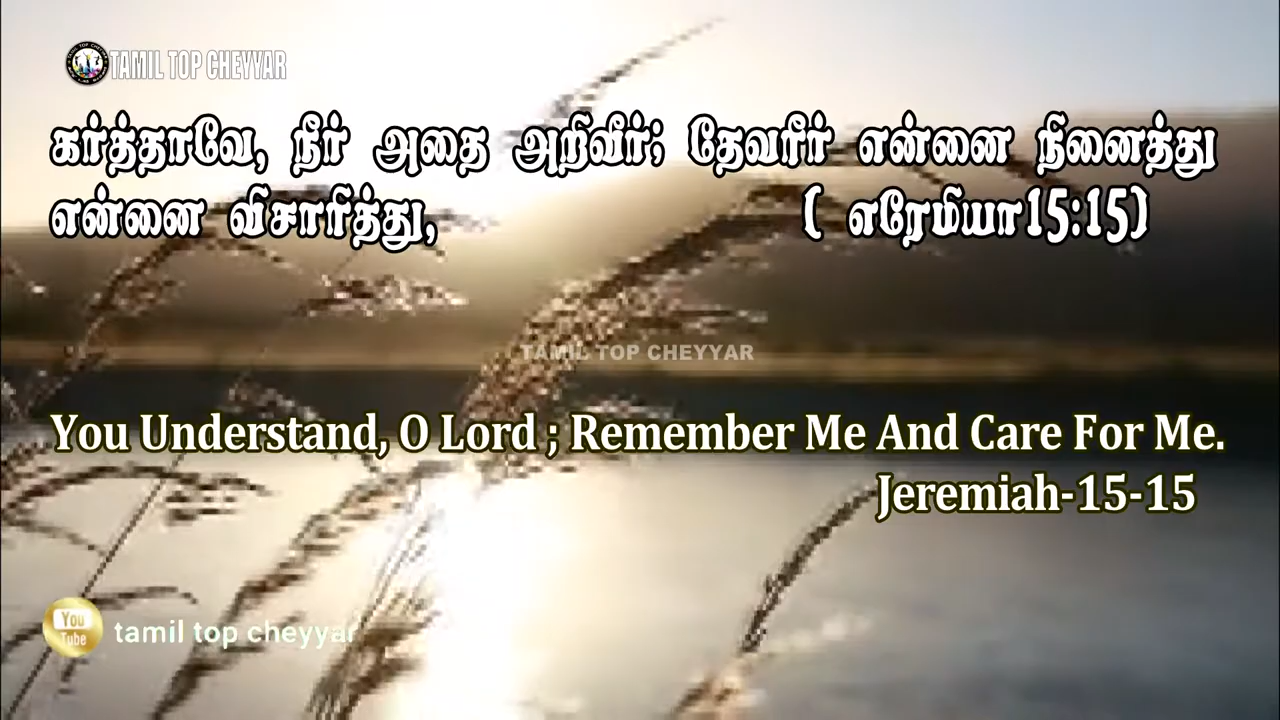 TAMIL TOP CHEYYAR
கர்த்தாவே, நீர் அதை அறிவீர்; தேவரீர் என்னை நினைத்து
என்னை விசாரித்து, ( எரேமியா15:15)
TAMIL TOP CHEYYAR
You Understand, O Lord ; Remember Me And Care For Me.
Jeremiah-15-15
You
Tube
tamil top cheyyar